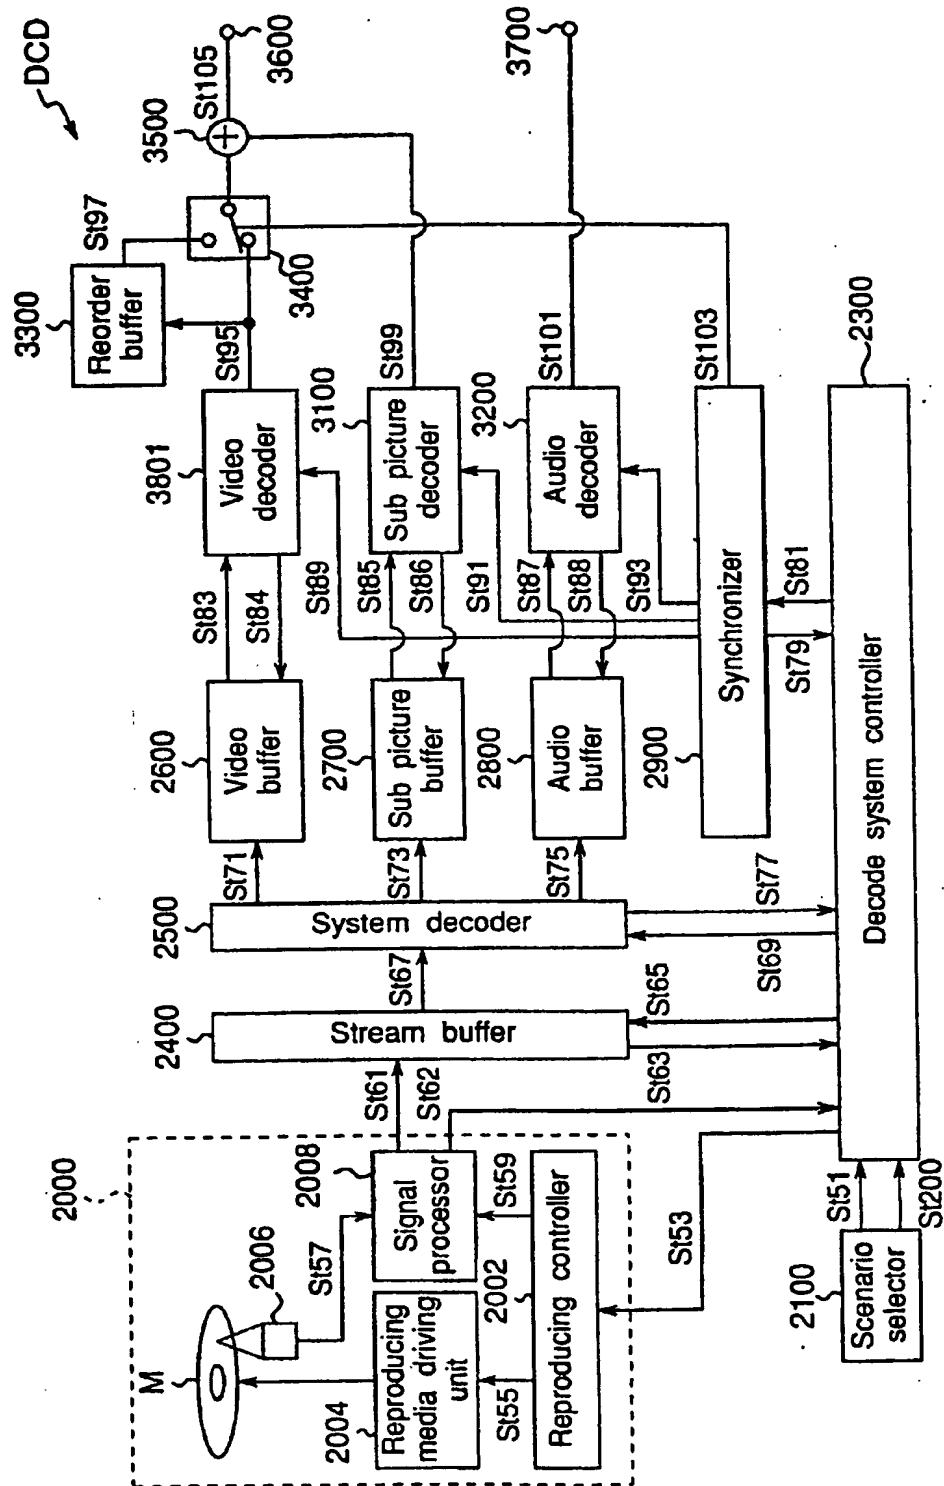 DCD
3300
Reorder
buffer
St97
3500
St105
3600
3400
3700
3801
Video
decoder
St95
3100
Sub picture
decoder
St99
3200
Audio
decoder
St101
St103
2300
St83
St84
St89
St85
St86
St91
St87
St88
St93
2600
Video
buffer
2700
Sub picture
buffer
2800
Audio
buffer
2900
Synchronizer
St81
St79
Decode system controller
St71
St73
St75
2500
System decoder
St77
St69
St67
2400
Stream buffer
St65
St63
St61
St62
2000
2008
Signal
processor
St59
St57
2006
M
2004
Reproducing
media driving
unit
St55
2002
Reproducing controller
St53
2100
Scenario
selector
St51
St200